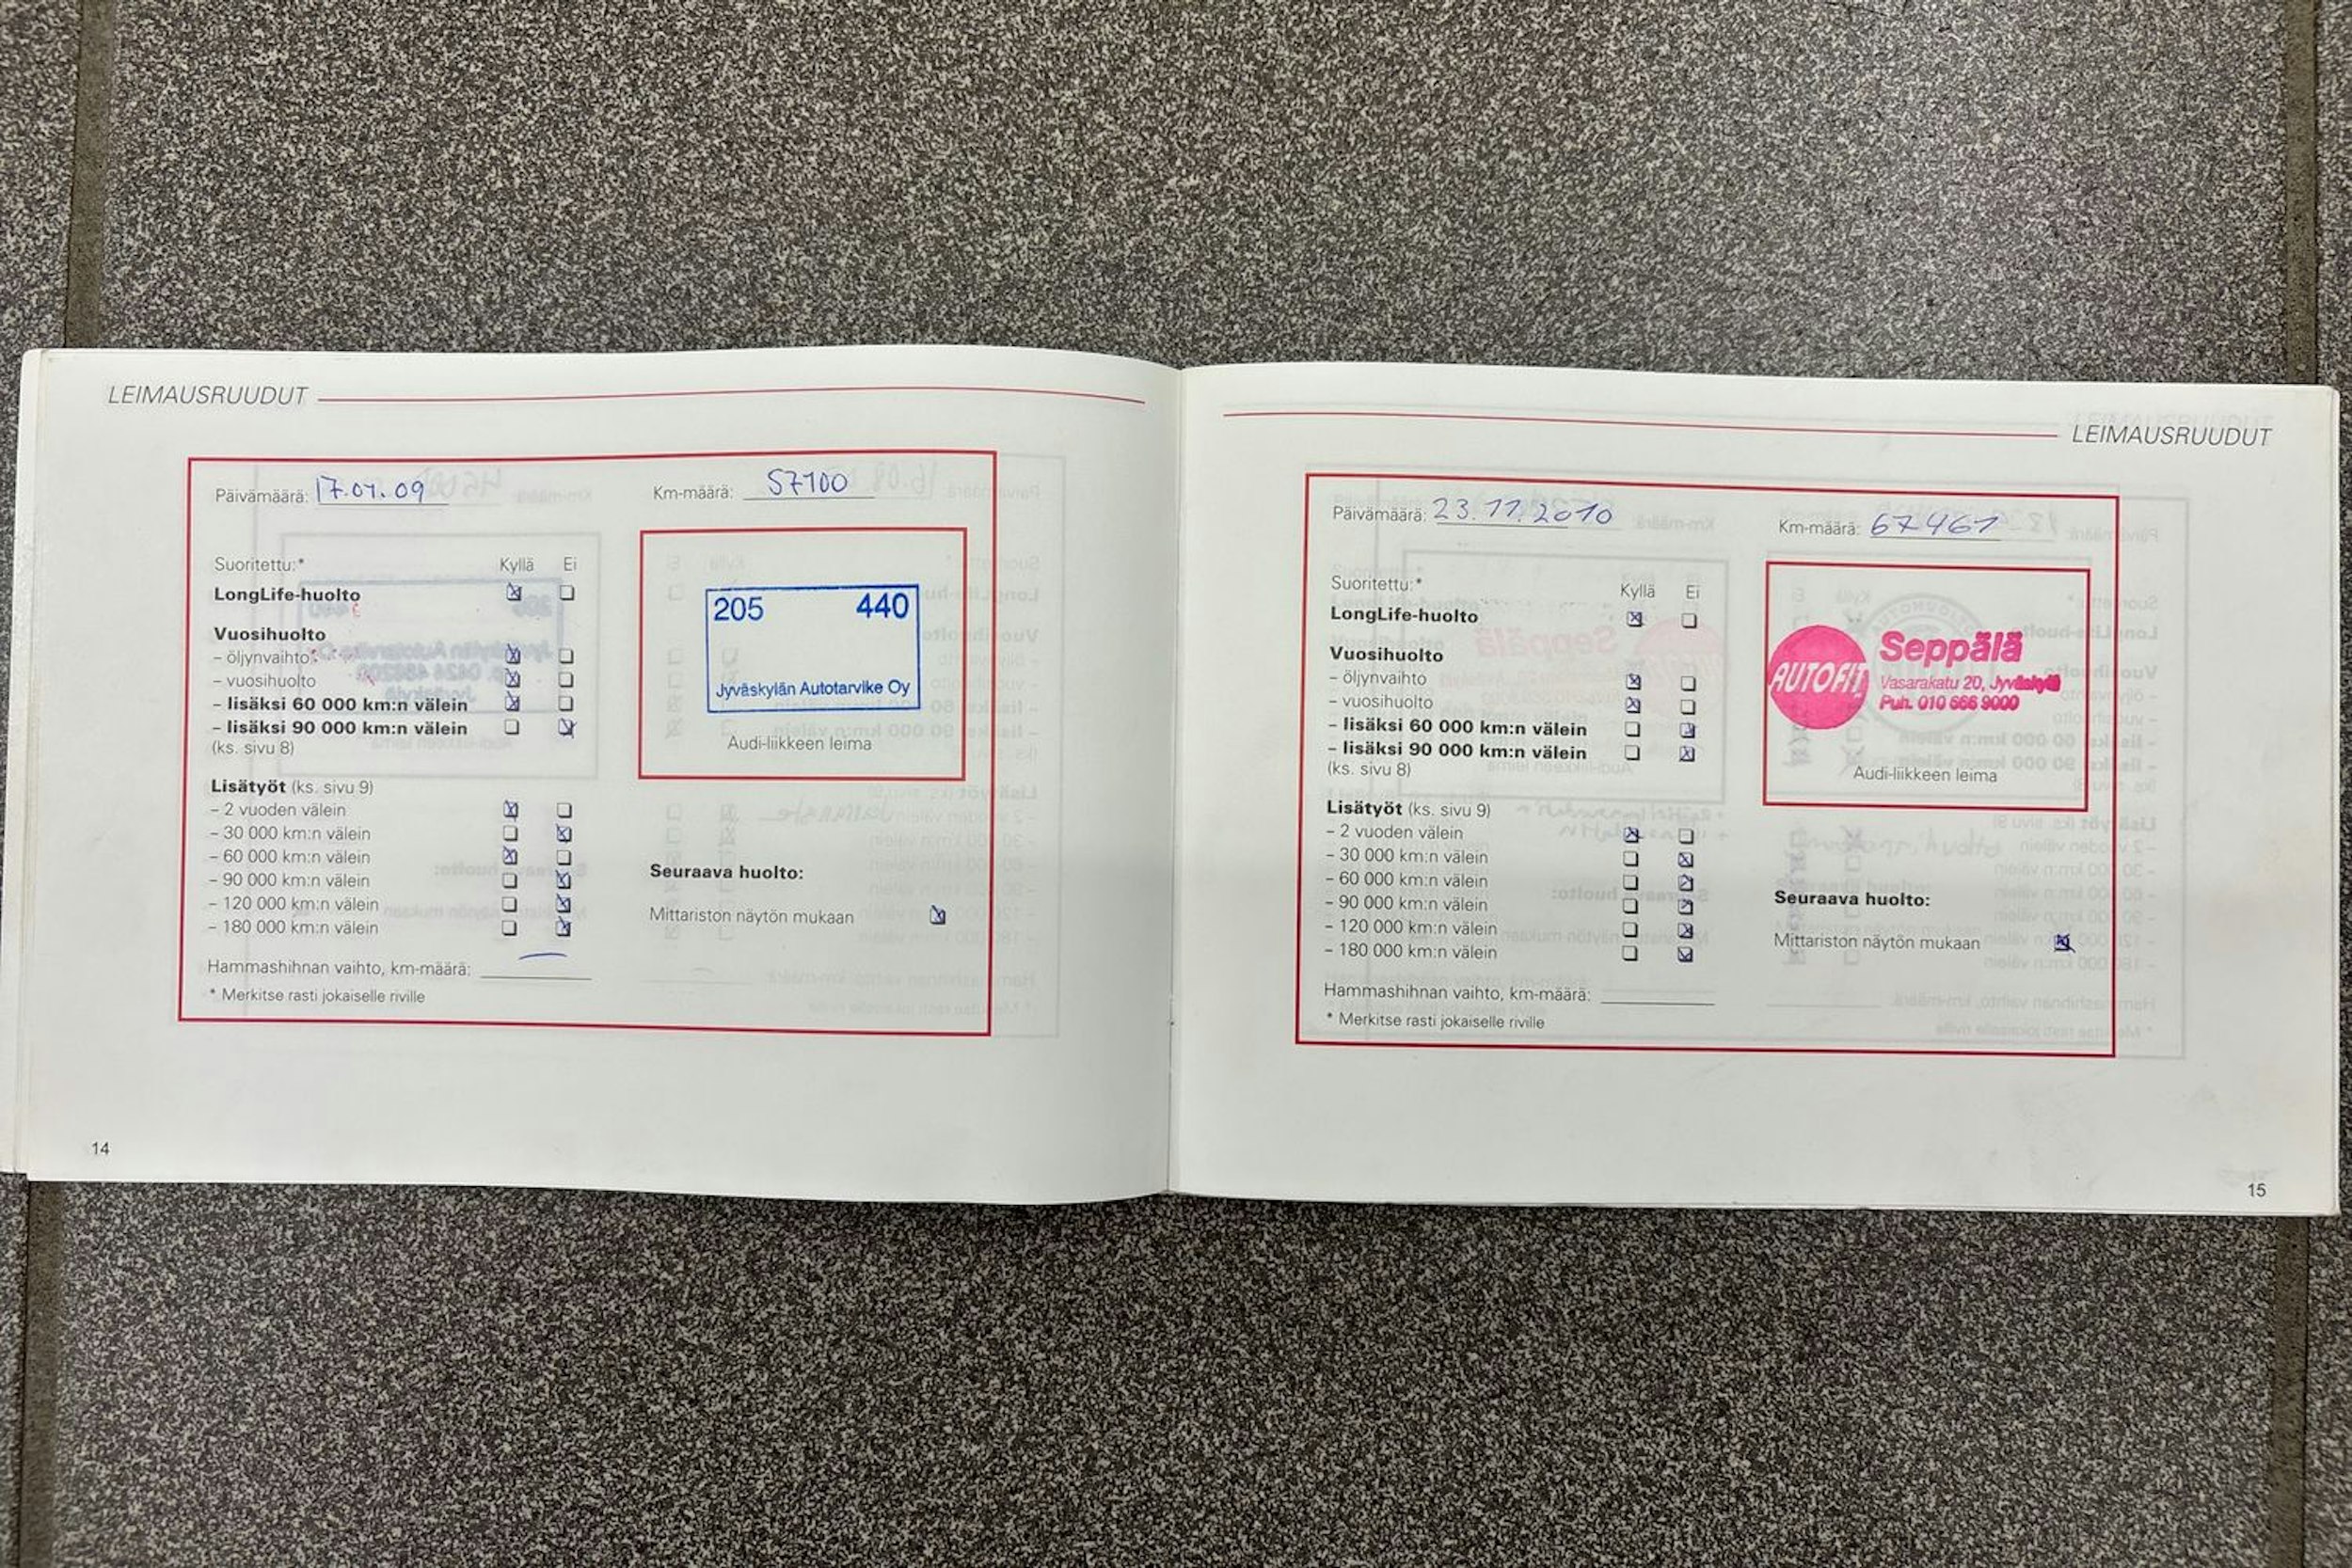 LEIMAUSRUUDUT
Päivämäärä: 17.01.09
Km-määrä: 57100
Suoritettu:* Kyllä Ei
LongLife-huolto
Vuosihuolto
- öljynvaihto
- vuosihuolto
- lisäksi 60 000 km:n välein
- lisäksi 90 000 km:n välein
(ks. sivu 8)
205 440
Jyväskylän Autotarvike Oy
Audi-liikkeen leima
Lisätyöt (ks. sivu 9)
- 2 vuoden välein
- 30 000 km:n välein
- 60 000 km:n välein
- 90 000 km:n välein
- 120 000 km:n välein
- 180 000 km:n välein
Seuraava huolto:
Mittariston näytön mukaan
Hammashihnan vaihto, km-määrä:
* Merkitse rasti jokaiselle riville
14
LEIMAUSRUUDUT
Päivämäärä: 23.11.2010
Km-määrä: 67461
Suoritettu:* Kyllä Ei
LongLife-huolto
Vuosihuolto
- öljynvaihto
- vuosihuolto
- lisäksi 60 000 km:n välein
- lisäksi 90 000 km:n välein
(ks. sivu 8)
AUTOFIT
Seppälä
Vasarakatu 20, Jyväskylä
Puh. 010 666 9000
Audi-liikkeen leima
Lisätyöt (ks. sivu 9)
- 2 vuoden välein
- 30 000 km:n välein
- 60 000 km:n välein
- 90 000 km:n välein
- 120 000 km:n välein
- 180 000 km:n välein
Seuraava huolto:
Mittariston näytön mukaan
Hammashihnan vaihto, km-määrä:
* Merkitse rasti jokaiselle riville
15